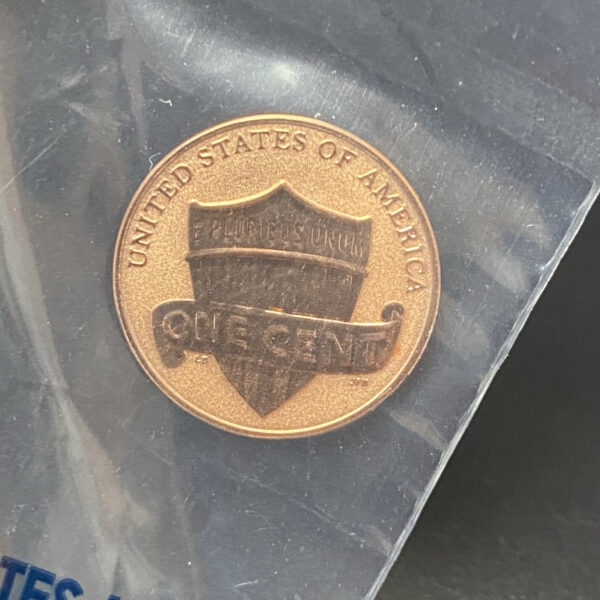 UNITED STATES OF AMERICA
E PLURIBUS UNUM
ONE CENT